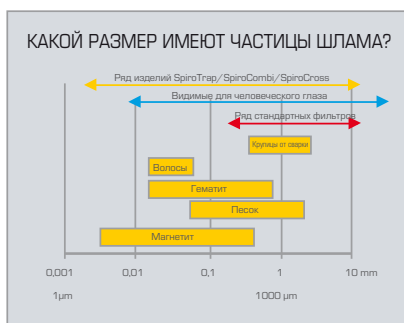 КАКОЙ РАЗМЕР ИМЕЮТ ЧАСТИЦЫ ШЛАМА?
Ряд изделий SpiroTrap/SpiroCombi/SpiroCross
Видимые для человеческого глаза
Ряд стандартных фильтров
Крупицы от сварки
Волосы
Гематит
Песок
Магнетит
0,001 0,01 0,1 1 10 mm
1µm 1000 µm